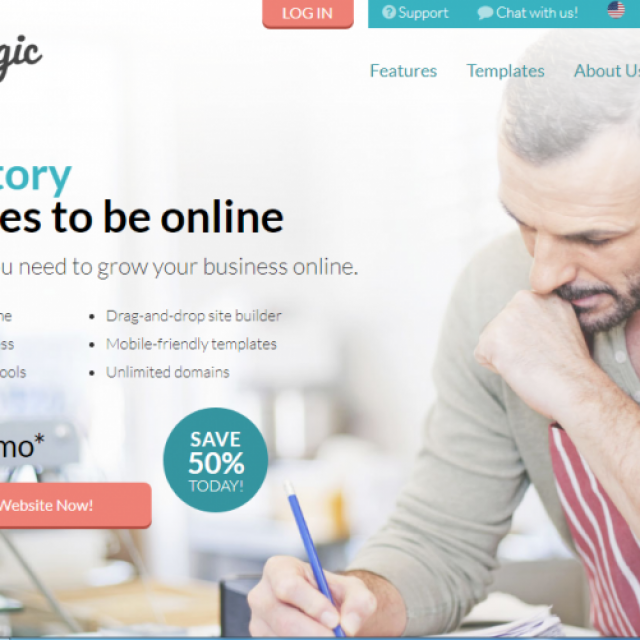 LOG IN
Support
Chat with us!
gic
Features
Templates
About Us
tory
es to be online
u need to grow your business online.
ne
• Drag-and-drop site builder
ss
• Mobile-friendly templates
ools
• Unlimited domains
mo*
SAVE
50%
TODAY!
Website Now!